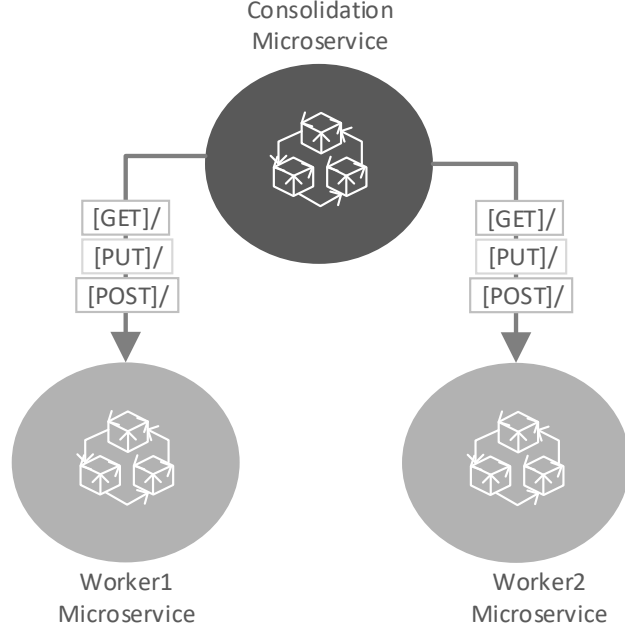 Consolidation
Microservice
[GET]/
[PUT]/
[POST]/
[GET]/
[PUT]/
[POST]/
Worker1
Microservice
Worker2
Microservice